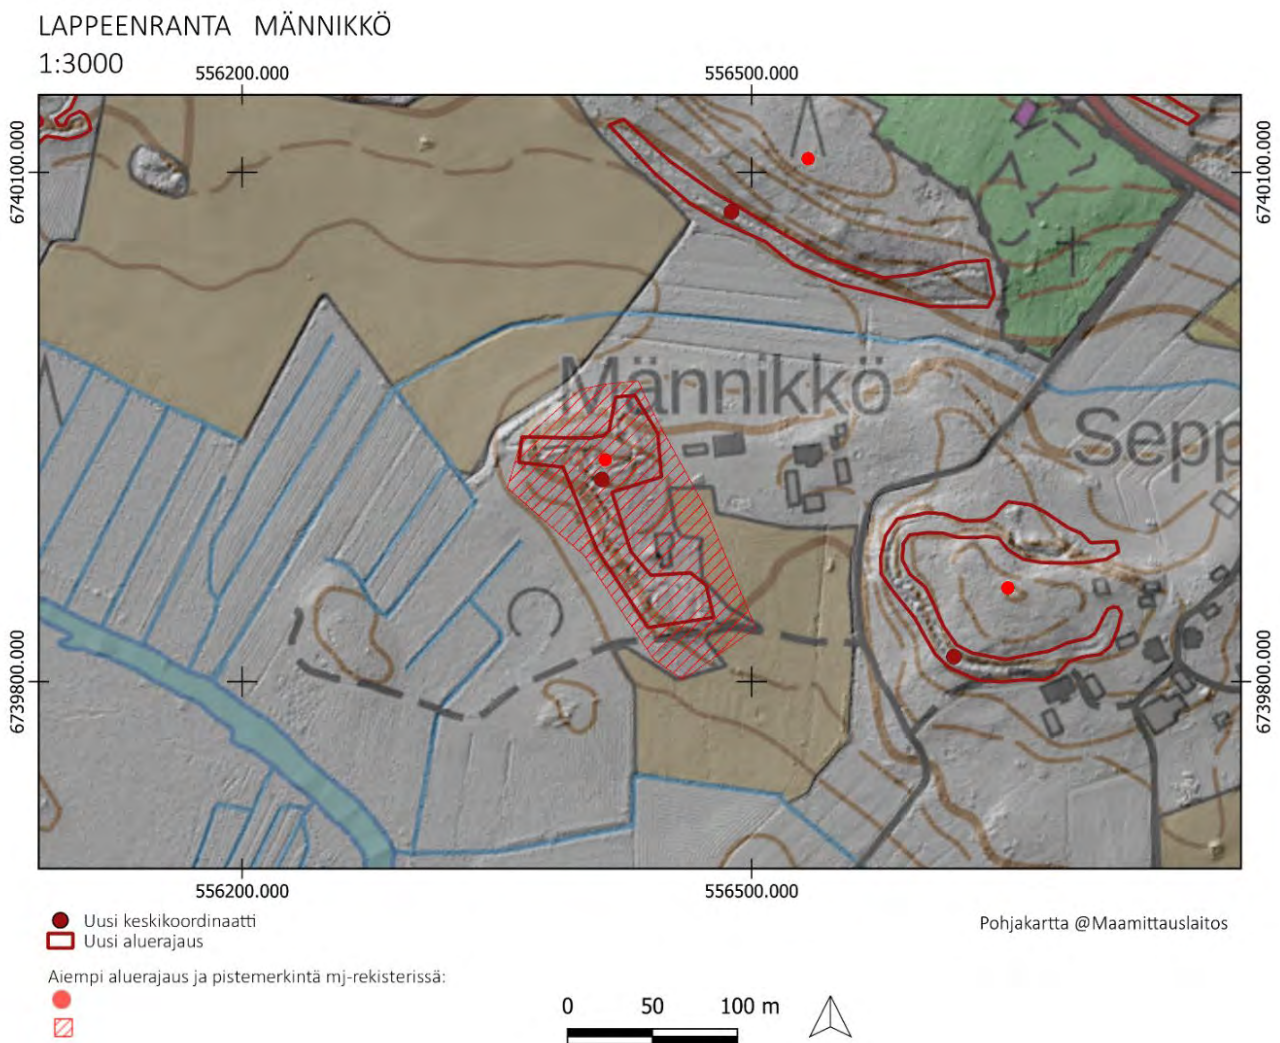 LAPPEENRANTA MÄNNIKKÖ
1:3000
556200.000 556500.000
6740100.000 6740100.000
Männikkö
Sepp
6739800.000 6739800.000
556200.000 556500.000
Uusi keskikoordinaatti
Pohjakartta @Maamittauslaitos
Uusi aluerajaus
Aiempi aluerajaus ja pistemerkintä mj-rekisterissä:
0 50 100 m